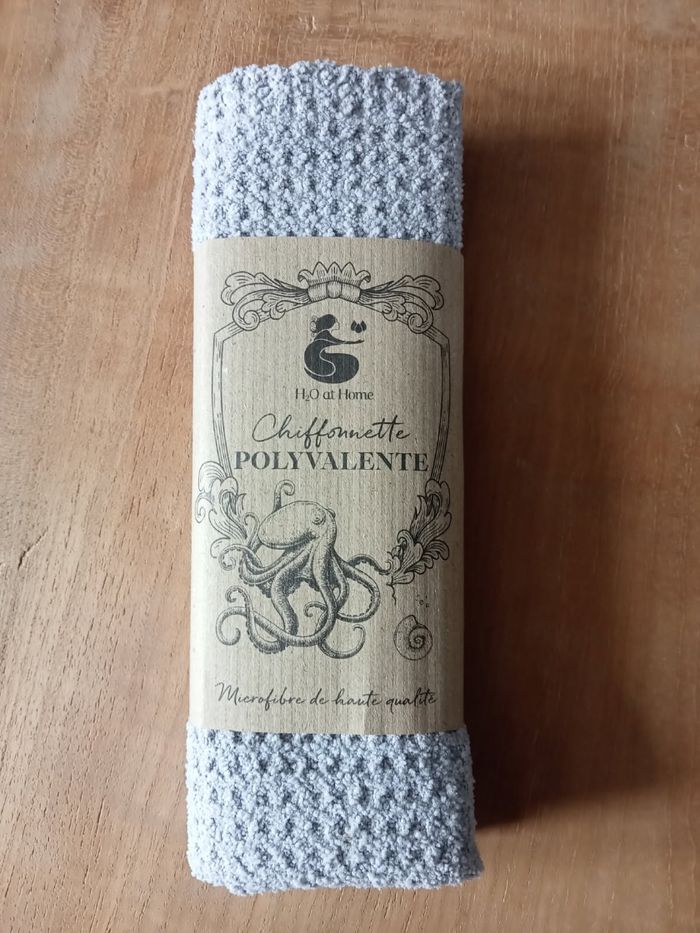 H₂O at Home
Chiffonnette
POLYVALENTE
Microfibre de haute qualité